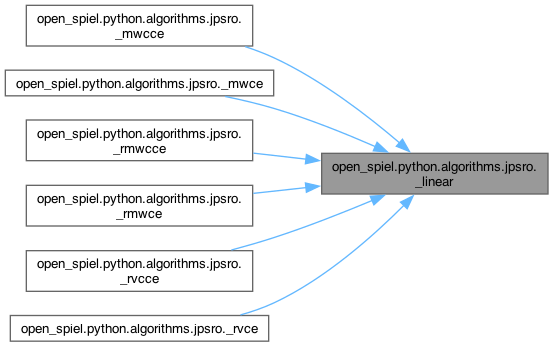 open_spiel.python.algorithms.jpsro.
_mwcce
open_spiel.python.algorithms.jpsro._mwce
open_spiel.python.algorithms.jpsro.
_rmwcce
open_spiel.python.algorithms.jpsro.
_linear
open_spiel.python.algorithms.jpsro.
_rmwce
open_spiel.python.algorithms.jpsro.
_rvcce
open_spiel.python.algorithms.jpsro._rvce